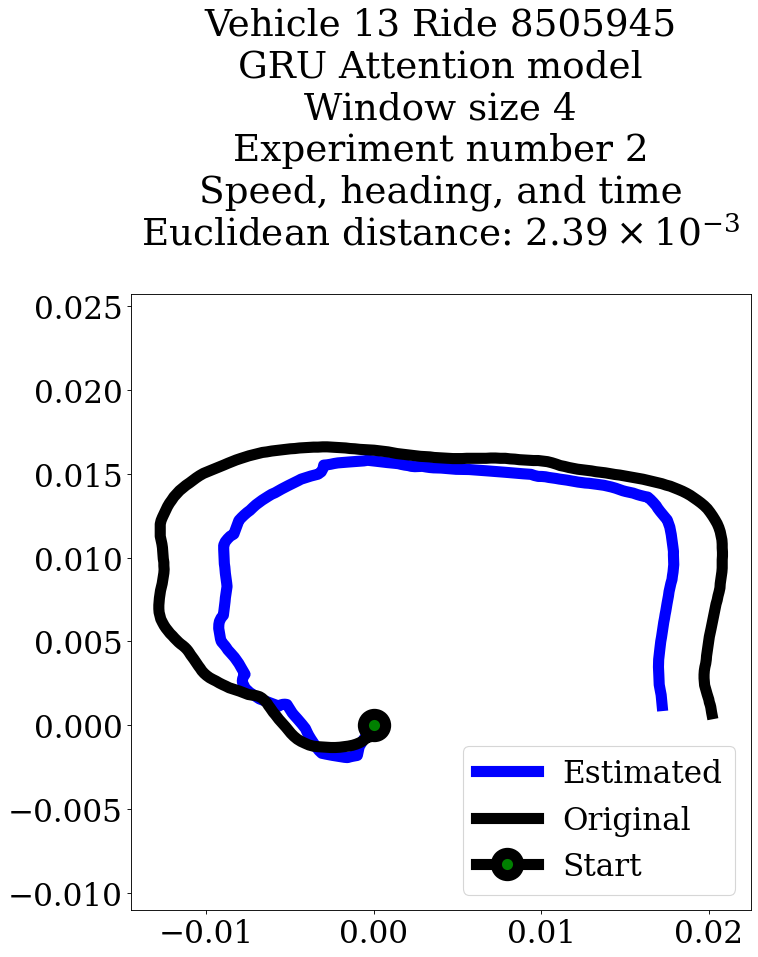 Vehicle 13 Ride 8505945
GRU Attention model
Window size 4
Experiment number 2
Speed, heading, and time
Euclidean distance: 2.39 × 10⁻³
0.025
0.020
0.015
0.010
0.005
0.000
−0.005
−0.010
−0.01 0.00 0.01 0.02
Estimated
Original
Start